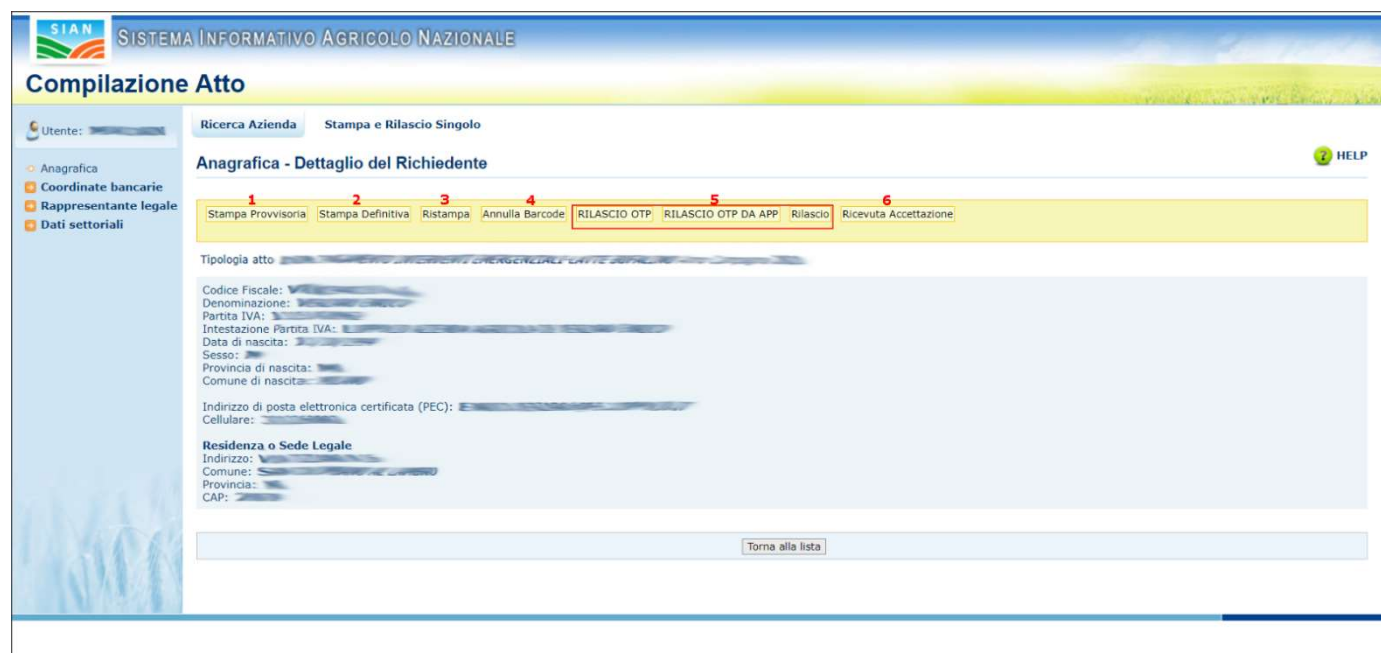 SIAN
SISTEMA INFORMATIVO AGRICOLO NAZIONALE
Compilazione Atto
Utente:
Ricerca Azienda Stampa e Rilascio Singolo
HELP
Anagrafica
Coordinate bancarie
Rappresentante legale
Dati settoriali
Anagrafica - Dettaglio del Richiedente
1 2 3 4 5 6
Stampa Provvisoria Stampa Definitiva Ristampa Annulla Barcode RILASCIO OTP RILASCIO OTP DA APP Rilascio Ricevuta Accettazione
Tipologia atto
Codice Fiscale:
Denominazione:
Partita IVA:
Intestazione Partita IVA:
Data di nascita:
Sesso:
Provincia di nascita:
Comune di nascita:
Indirizzo di posta elettronica certificata (PEC):
Cellulare:
Residenza o Sede Legale
Indirizzo:
Comune:
Provincia:
CAP:
Torna alla lista